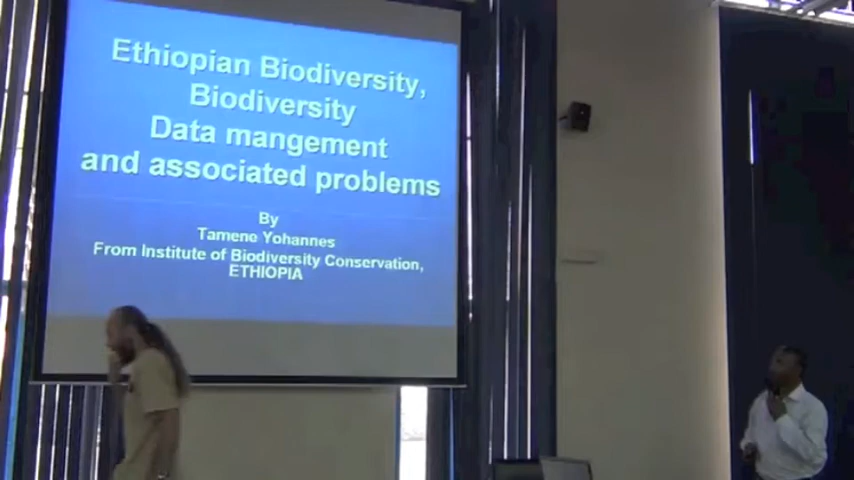 Ethiopian Biodiversity,
Biodiversity
Data mangement
and associated problems
By
Tamene Yohannes
From Institute of Biodiversity Conservation,
ETHIOPIA